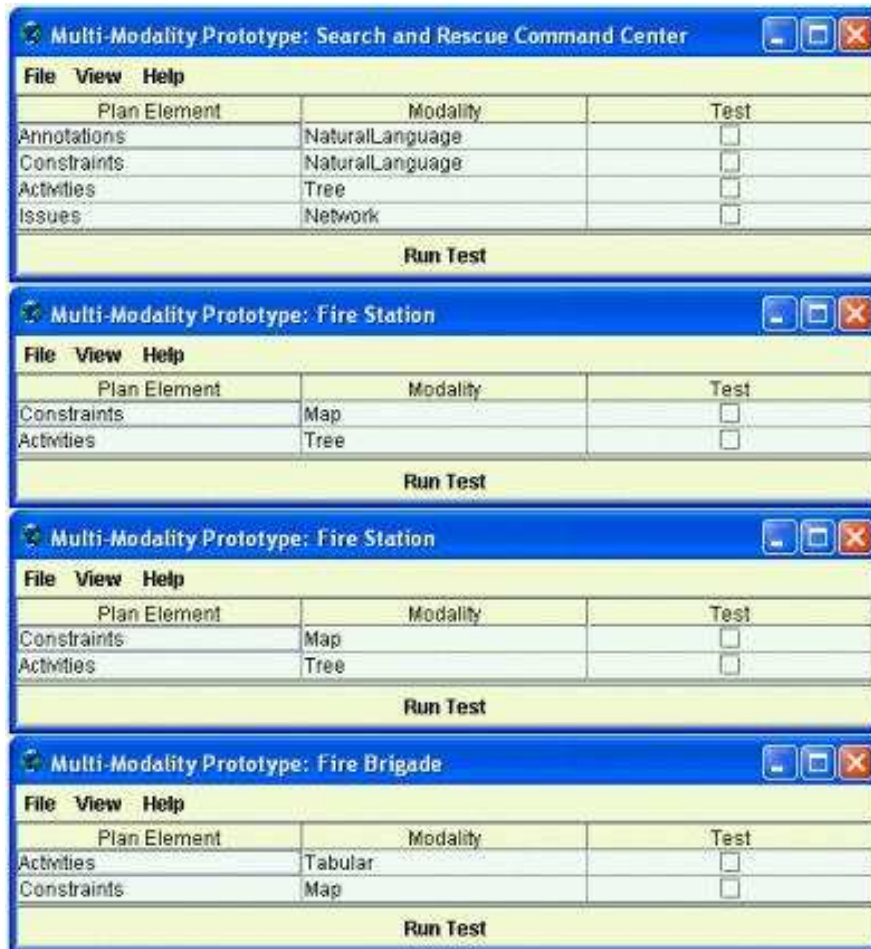 Multi-Modality Prototype: Search and Rescue Command Center
File View Help
Plan Element Modality Test
Annotations NaturalLanguage
Constraints NaturalLanguage
Activities Tree
Issues Network
Run Test
Multi-Modality Prototype: Fire Station
File View Help
Plan Element Modality Test
Constraints Map
Activities Tree
Run Test
Multi-Modality Prototype: Fire Station
File View Help
Plan Element Modality Test
Constraints Map
Activities Tree
Run Test
Multi-Modality Prototype: Fire Brigade
File View Help
Plan Element Modality Test
Activities Tabular
Constraints Map
Run Test